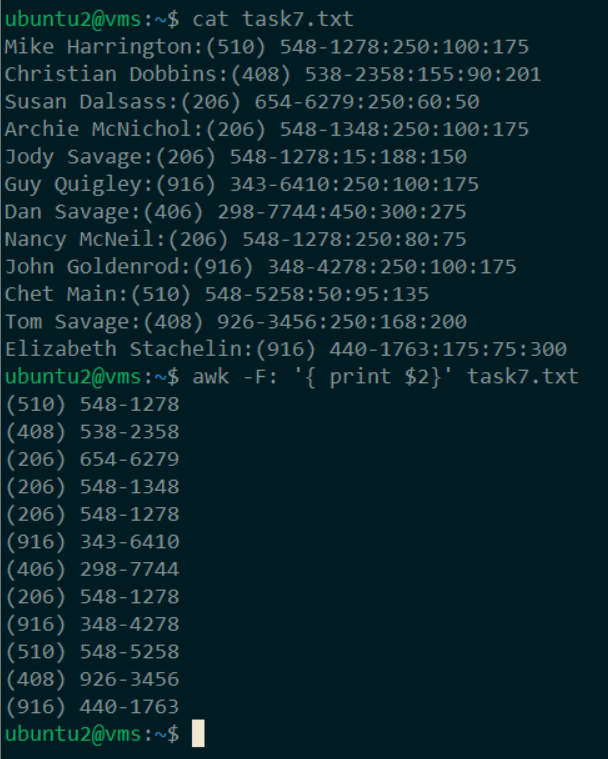 ubuntu2@vms:~$ cat task7.txt
Mike Harrington:(510) 548-1278:250:100:175
Christian Dobbins:(408) 538-2358:155:90:201
Susan Dalsass:(206) 654-6279:250:60:50
Archie McNichol:(206) 548-1348:250:100:175
Jody Savage:(206) 548-1278:15:188:150
Guy Quigley:(916) 343-6410:250:100:175
Dan Savage:(406) 298-7744:450:300:275
Nancy McNeil:(206) 548-1278:250:80:75
John Goldenrod:(916) 348-4278:250:100:175
Chet Main:(510) 548-5258:50:95:135
Tom Savage:(408) 926-3456:250:168:200
Elizabeth Stachelin:(916) 440-1763:175:75:300
ubuntu2@vms:~$ awk -F: '{ print $2}' task7.txt
(510) 548-1278
(408) 538-2358
(206) 654-6279
(206) 548-1348
(206) 548-1278
(916) 343-6410
(406) 298-7744
(206) 548-1278
(916) 348-4278
(510) 548-5258
(408) 926-3456
(916) 440-1763
ubuntu2@vms:~$